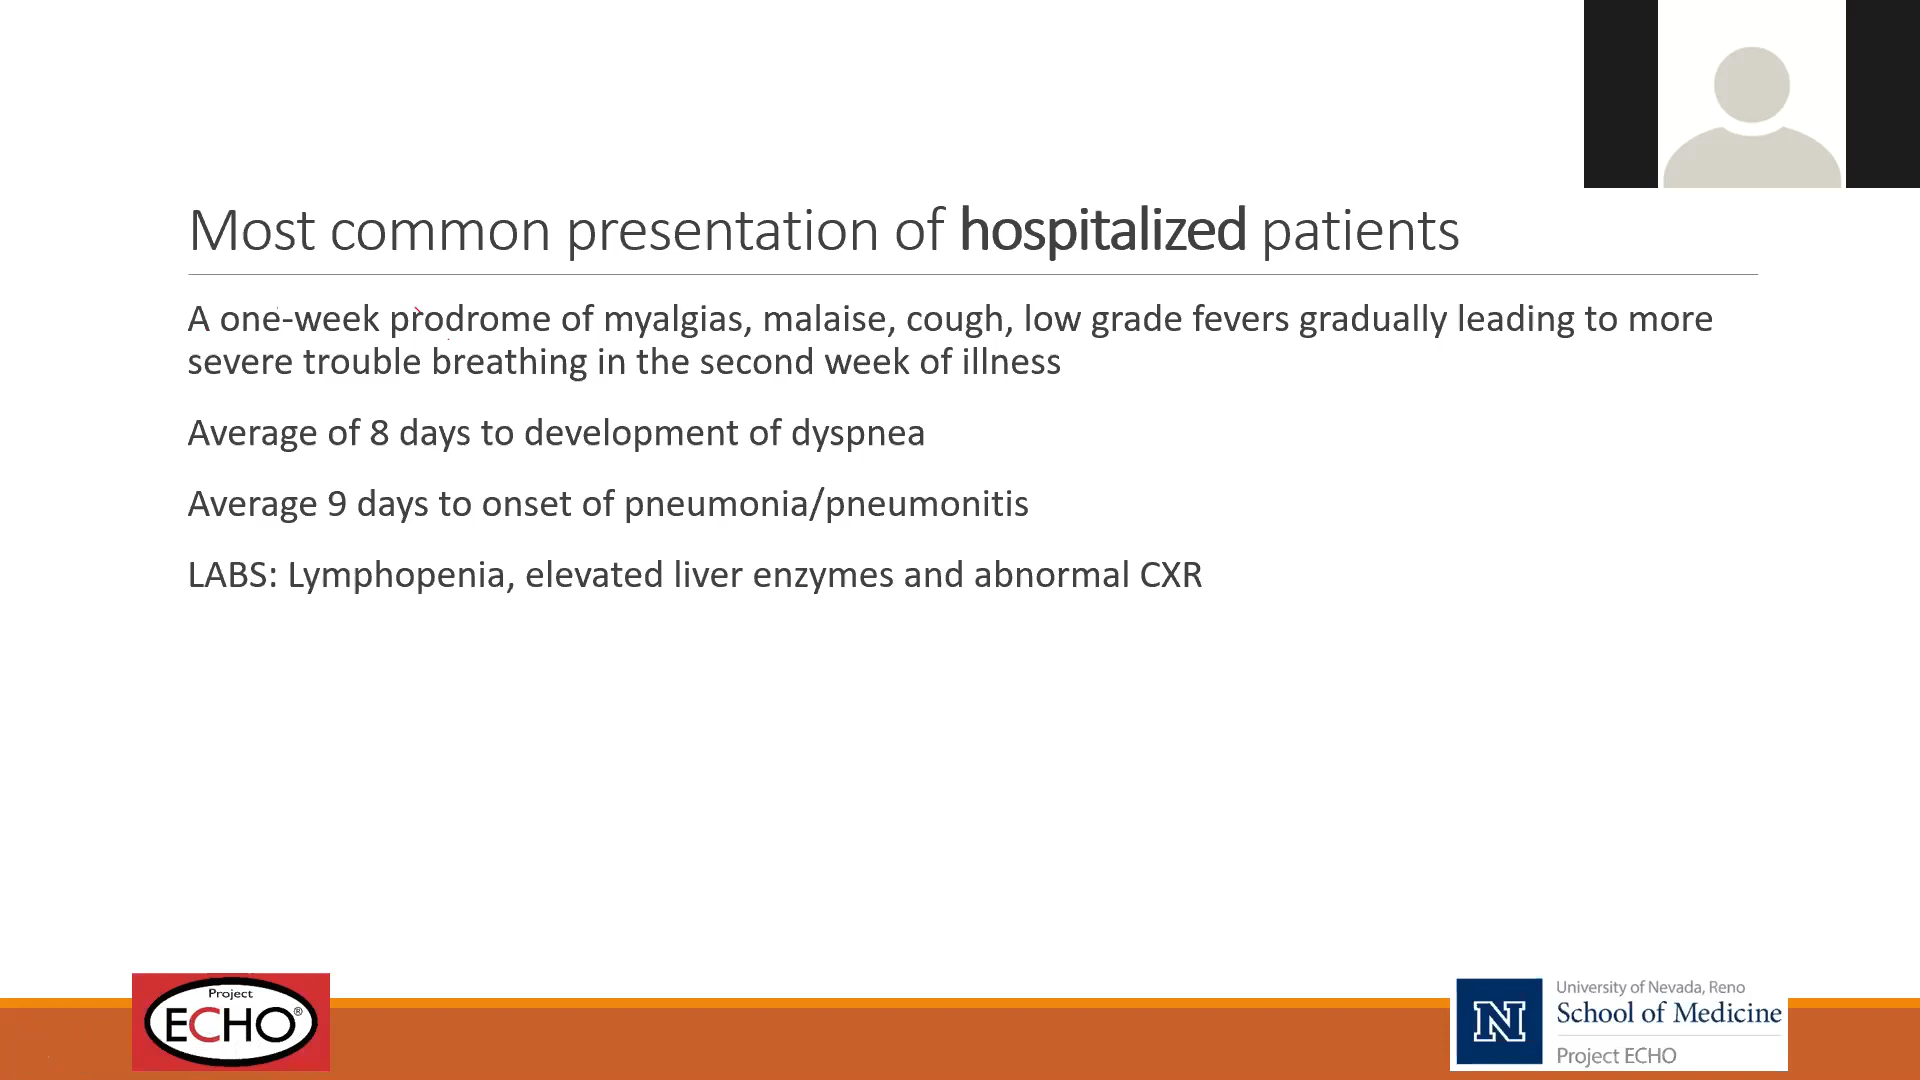 Most common presentation of hospitalized patients
A one-week prodrome of myalgias, malaise, cough, low grade fevers gradually leading to more
severe trouble breathing in the second week of illness
Average of 8 days to development of dyspnea
Average 9 days to onset of pneumonia/pneumonitis
LABS: Lymphopenia, elevated liver enzymes and abnormal CXR
Project
ECHO®
N
University of Nevada, Reno
School of Medicine
Project ECHO